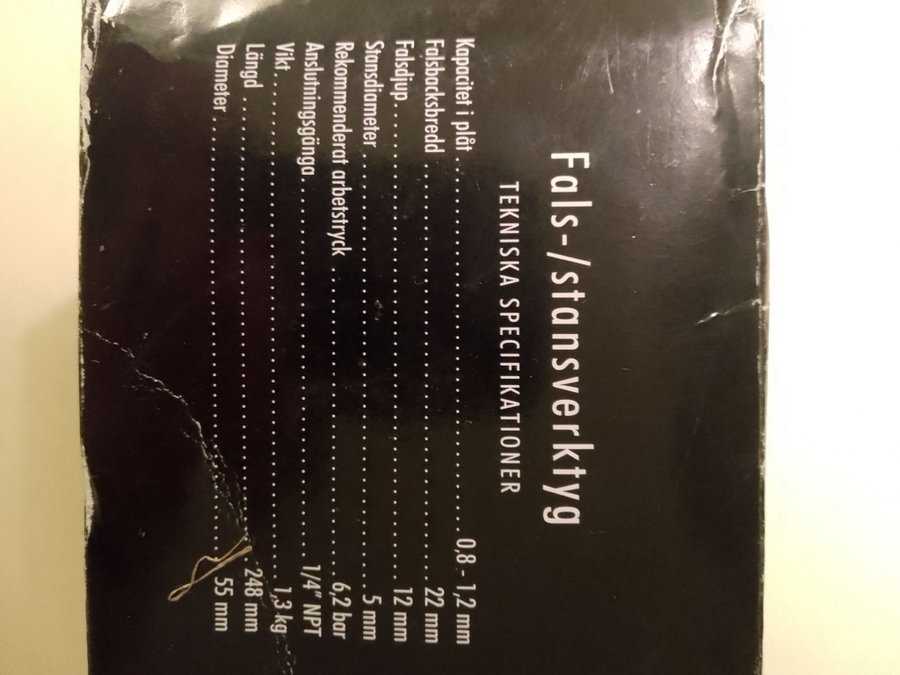 Fals-/stansverktyg
TEKNISKA SPECIFIKATIONER
Kapacitet i plåt . . . . . . . . . . . . . . . . . . . . . . . . . . . . . . 0,8 - 1,2 mm
Falsbacksbredd . . . . . . . . . . . . . . . . . . . . . . . . . . . . . . 22 mm
Falsdjup . . . . . . . . . . . . . . . . . . . . . . . . . . . . . . 12 mm
Stansdiameter . . . . . . . . . . . . . . . . . . . . . . . . . . . . . . 5 mm
Rekommenderat arbetstryck . . . . . . . . . . . . . . . . . . . . 6,2 bar
Anslutningsgänga . . . . . . . . . . . . . . . . . . . . . . . . . . 1/4" NPT
Vikt . . . . . . . . . . . . . . . . . . . . . . . . . . . . . . 1,3 kg
Längd . . . . . . . . . . . . . . . . . . . . . . . . . . . . . . 248 mm
Diameter . . . . . . . . . . . . . . . . . . . . . . . . . . . . . . 55 mm